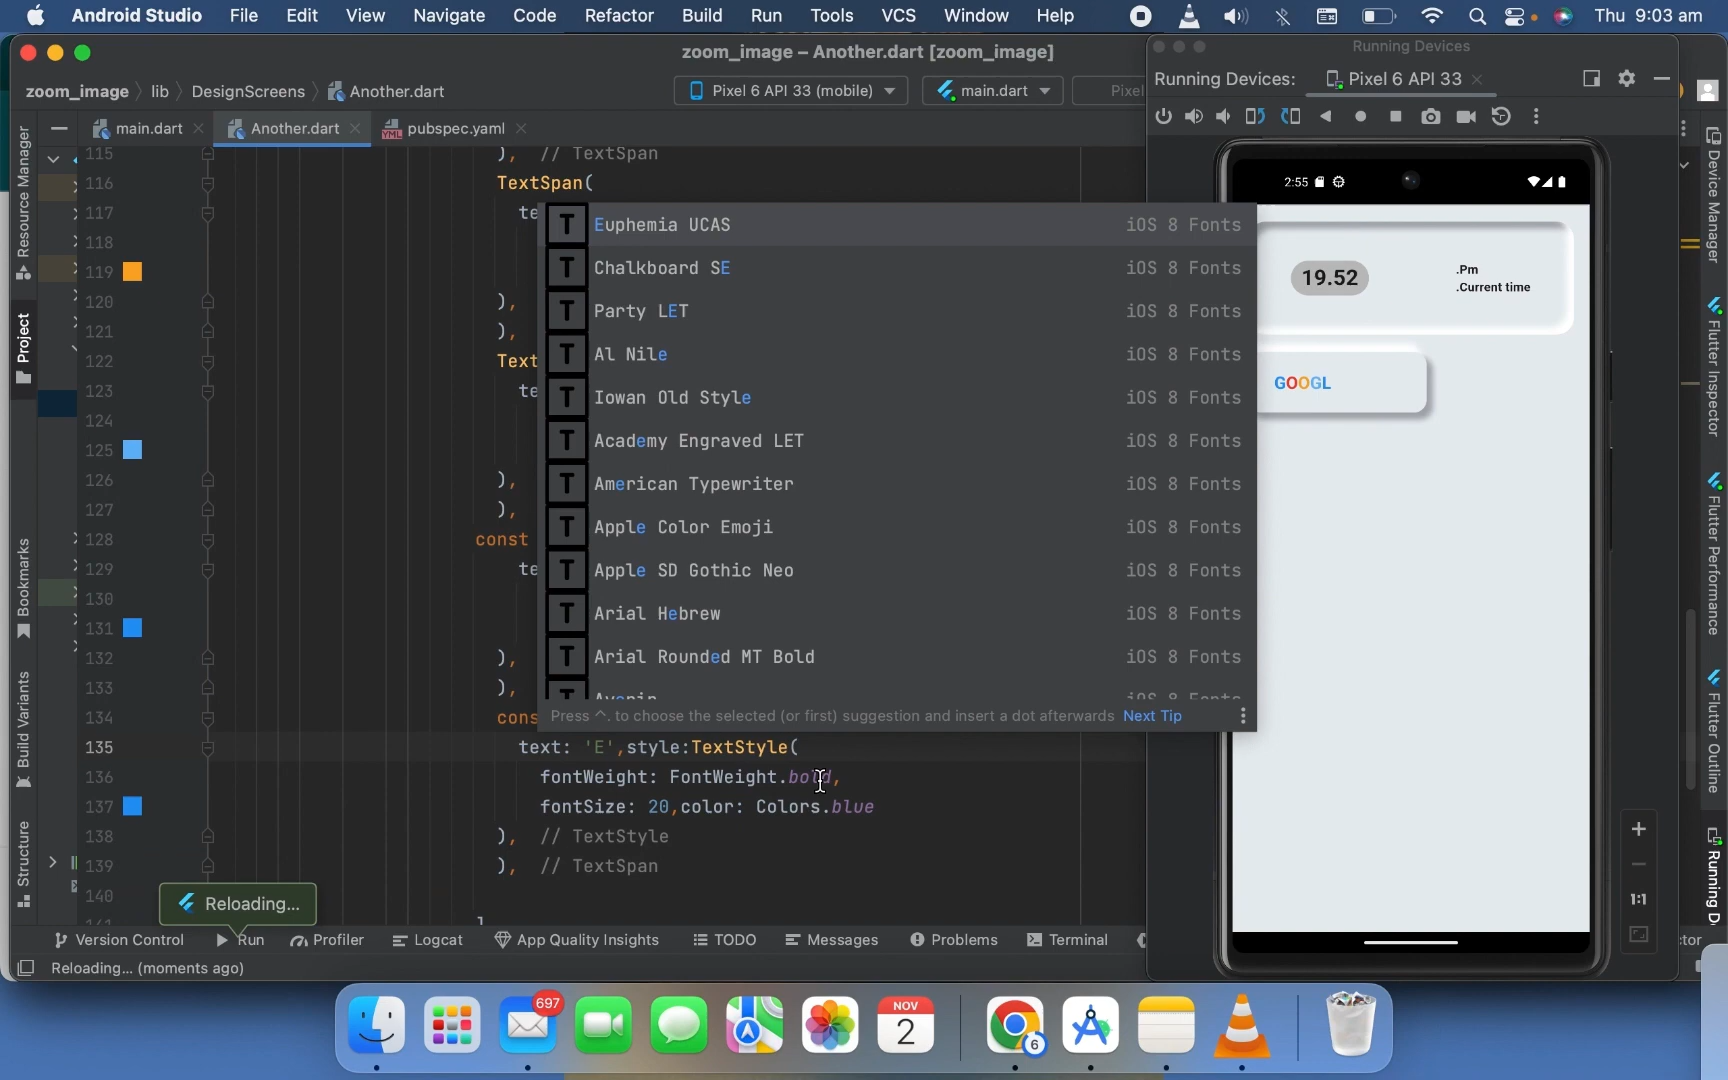 Android Studio File Edit View Navigate Code Refactor Build Run Tools VCS Window Help Thu 9:03 am
zoom_image – Another.dart [zoom_image]
Running Devices
zoom_image lib DesignScreens Another.dart
Pixel 6 API 33 (mobile) main.dart Pixel
Running Devices: Pixel 6 API 33
main.dart Another.dart pubspec.yaml
115 ), // TextSpan
116 TextSpan(
117 te
118
119
120 ),
121 ),
122 Text
123 te
124
125
126 ),
127 ),
128 const
129 te
130
131
132 ),
133 ),
134 cons
135 text: 'E',style:TextStyle(
136 fontWeight: FontWeight.bold,
137 fontSize: 20,color: Colors.blue
138 ), // TextStyle
139 ), // TextSpan
140
141 ]
Euphemia UCAS iOS 8 Fonts
Chalkboard SE iOS 8 Fonts
Party LET iOS 8 Fonts
Al Nile iOS 8 Fonts
Iowan Old Style iOS 8 Fonts
Academy Engraved LET iOS 8 Fonts
American Typewriter iOS 8 Fonts
Apple Color Emoji iOS 8 Fonts
Apple SD Gothic Neo iOS 8 Fonts
Arial Hebrew iOS 8 Fonts
Arial Rounded MT Bold iOS 8 Fonts
Avenir iOS 8 Fonts
Press ^. to choose the selected (or first) suggestion and insert a dot afterwards Next Tip
2:55
19.52
.Pm
.Current time
GOOGL
1:1
Resource Manager
Project
Bookmarks
Build Variants
Structure
Device Manager
Flutter Inspector
Flutter Performance
Flutter Outline
Running D
Reloading...
Version Control Run Profiler Logcat App Quality Insights TODO Messages Problems Terminal
tor
Reloading... (moments ago)
697
NOV
2
6